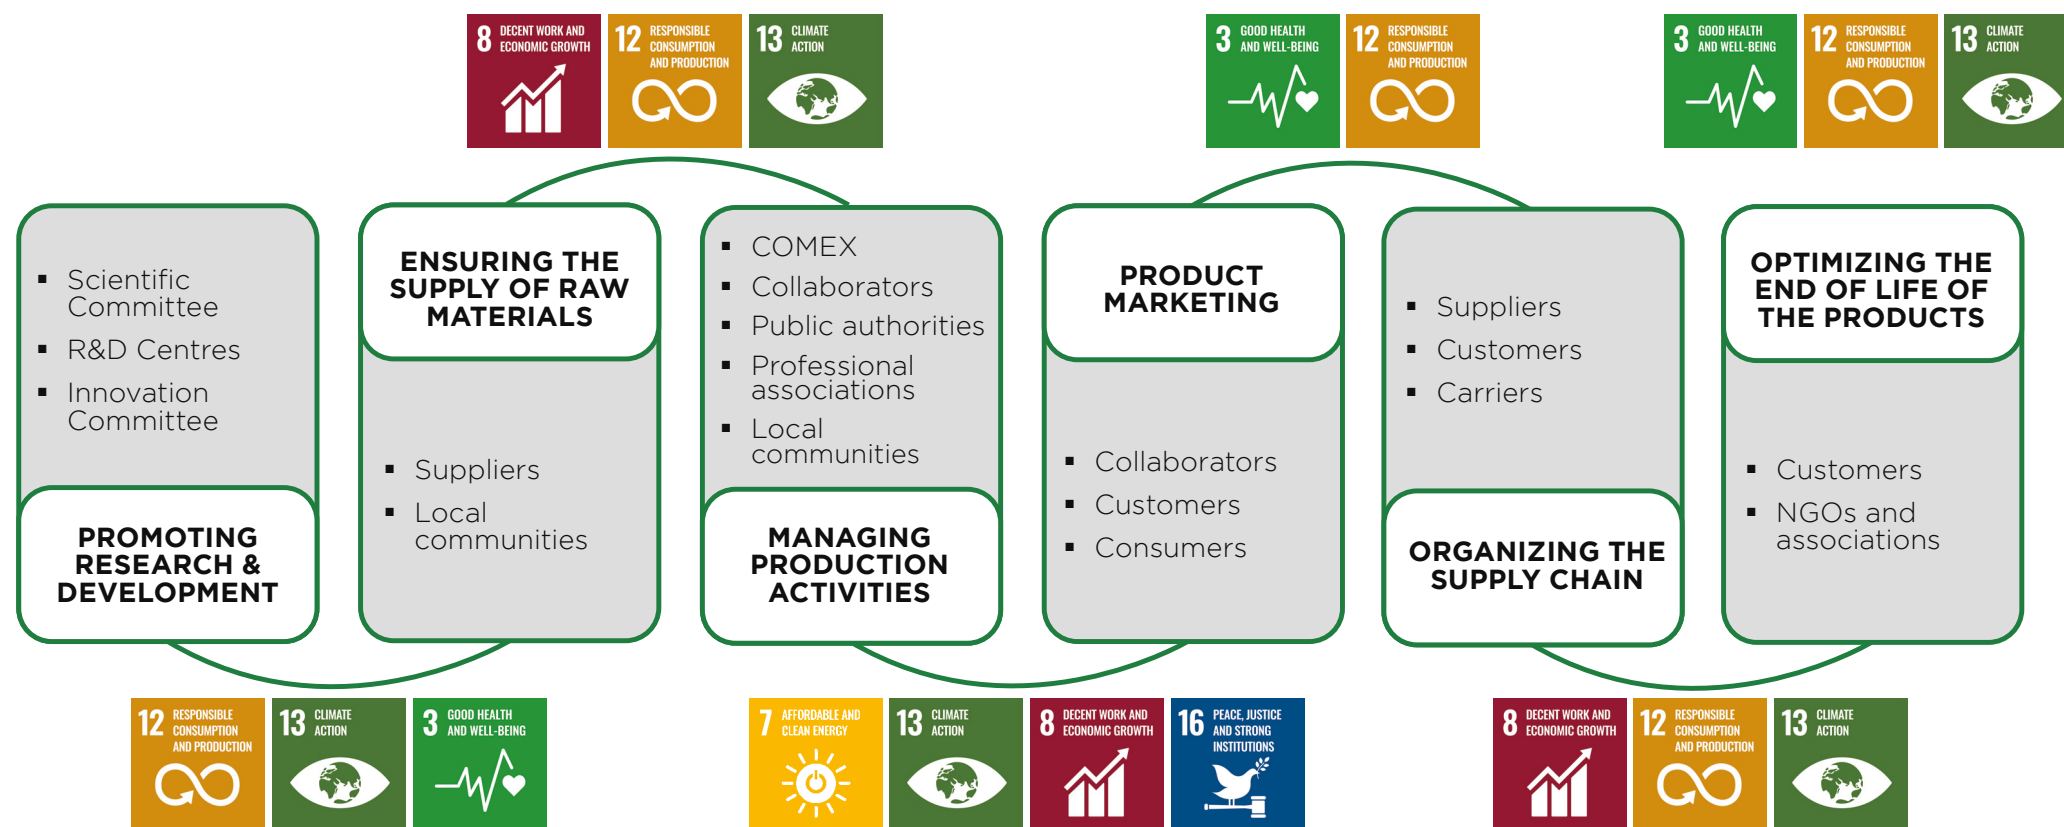 8 DECENT WORK AND
ECONOMIC GROWTH
12 RESPONSIBLE
CONSUMPTION
AND PRODUCTION
13 CLIMATE
ACTION
3 GOOD HEALTH
AND WELL-BEING
12 RESPONSIBLE
CONSUMPTION
AND PRODUCTION
3 GOOD HEALTH
AND WELL-BEING
12 RESPONSIBLE
CONSUMPTION
AND PRODUCTION
13 CLIMATE
ACTION
▪ Scientific
Committee
▪ R&D Centres
▪ Innovation
Committee
PROMOTING
RESEARCH &
DEVELOPMENT
ENSURING THE
SUPPLY OF RAW
MATERIALS
▪ Suppliers
▪ Local
communities
▪ COMEX
▪ Collaborators
▪ Public authorities
▪ Professional
associations
▪ Local
communities
MANAGING
PRODUCTION
ACTIVITIES
PRODUCT
MARKETING
▪ Collaborators
▪ Customers
▪ Consumers
▪ Suppliers
▪ Customers
▪ Carriers
ORGANIZING THE
SUPPLY CHAIN
OPTIMIZING THE
END OF LIFE OF
THE PRODUCTS
▪ Customers
▪ NGOs and
associations
12 RESPONSIBLE
CONSUMPTION
AND PRODUCTION
13 CLIMATE
ACTION
3 GOOD HEALTH
AND WELL-BEING
7 AFFORDABLE AND
CLEAN ENERGY
13 CLIMATE
ACTION
8 DECENT WORK AND
ECONOMIC GROWTH
16 PEACE, JUSTICE
AND STRONG
INSTITUTIONS
8 DECENT WORK AND
ECONOMIC GROWTH
12 RESPONSIBLE
CONSUMPTION
AND PRODUCTION
13 CLIMATE
ACTION